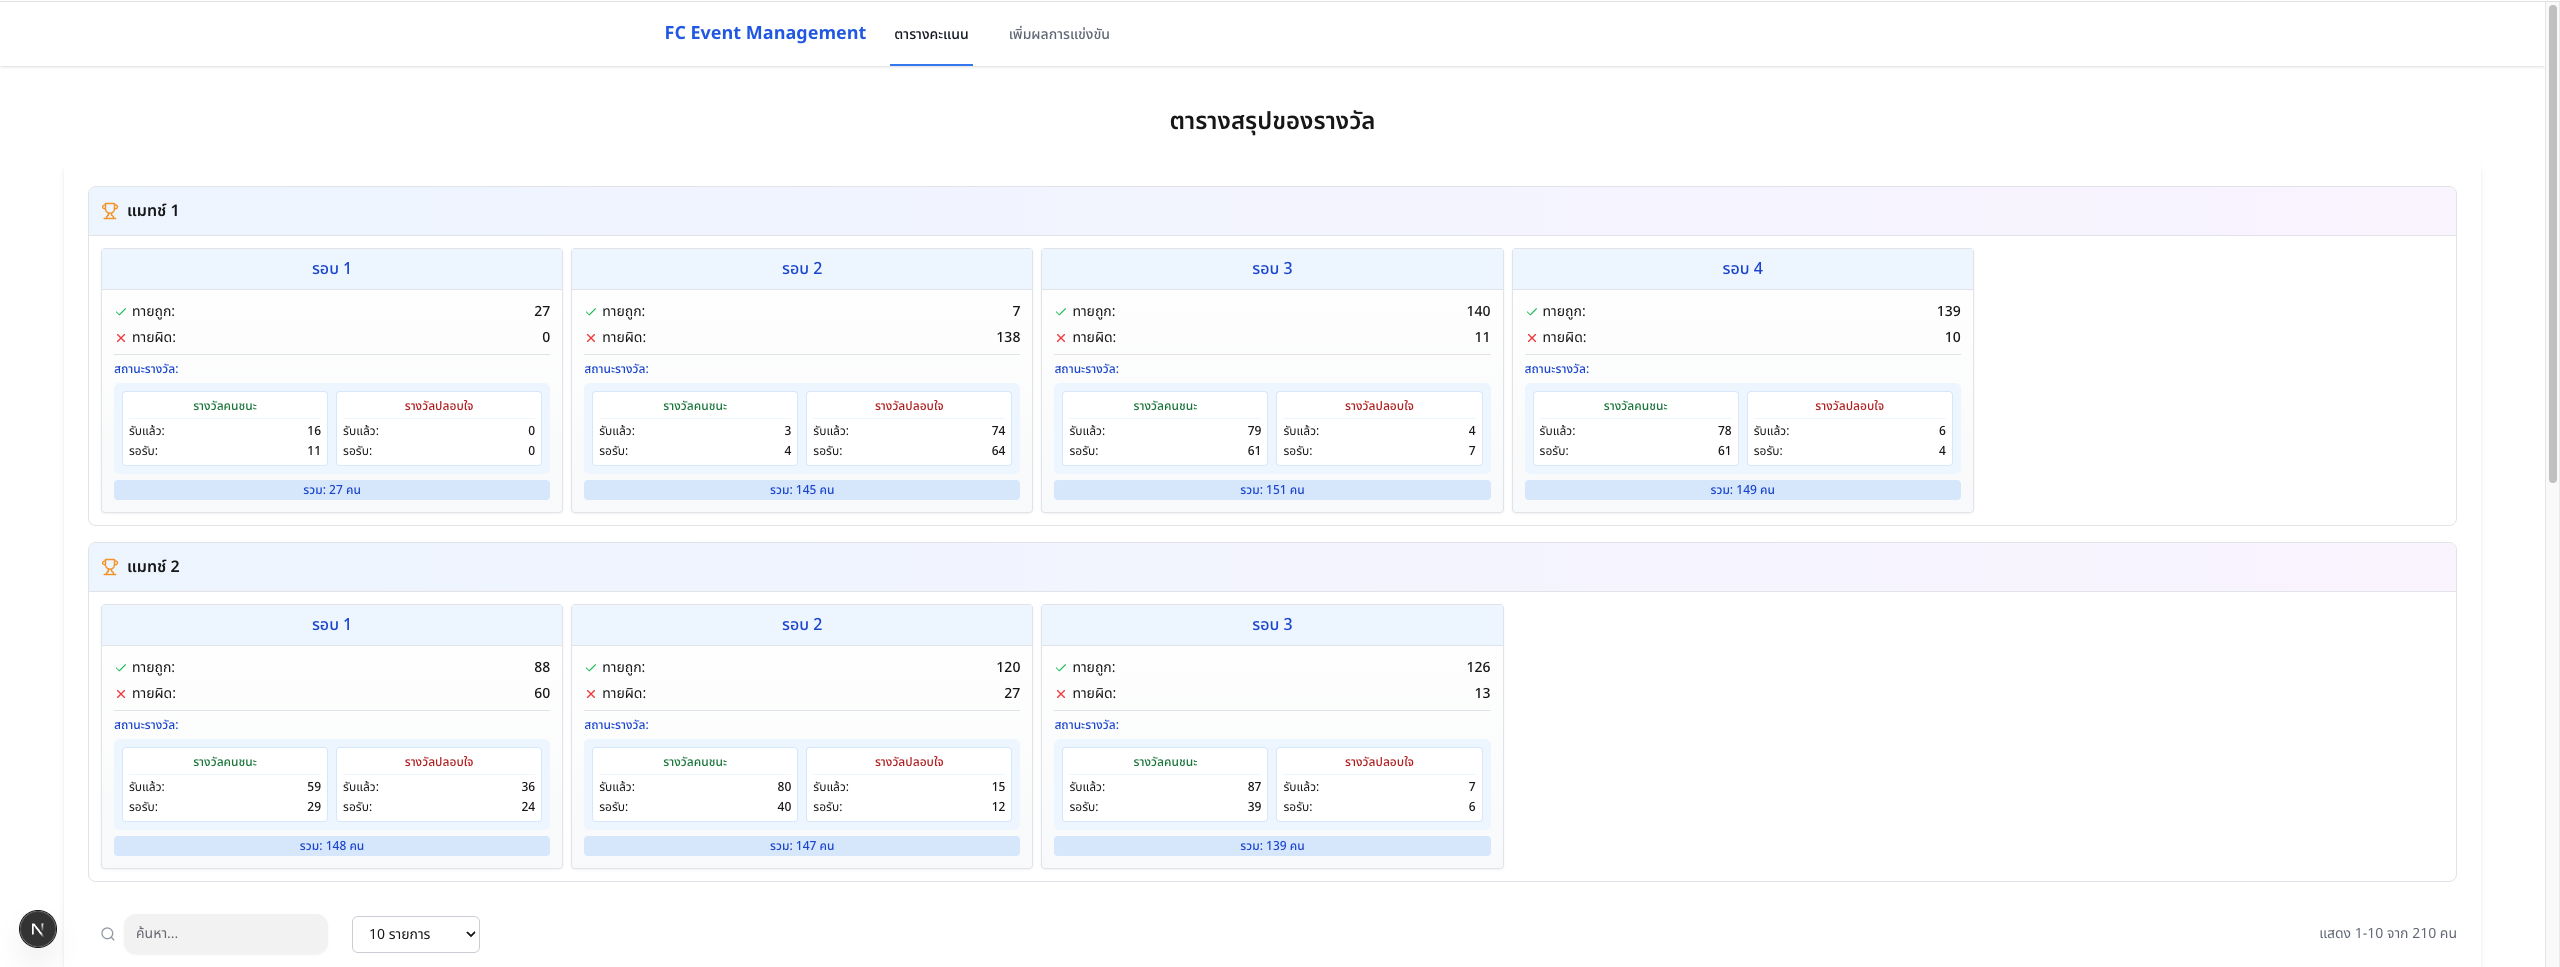 FC Event Management ตารางคะแนน เพิ่มผลการแข่งขัน
ตารางสรุปของรางวัล
แมทช์ 1
รอบ 1
ทายถูก: 27
ทายผิด: 0
สถานะรางวัล:
รางวัลคนชนะ
รับแล้ว: 16
รอรับ: 11
รางวัลปลอบใจ
รับแล้ว: 0
รอรับ: 0
รวม: 27 คน
รอบ 2
ทายถูก: 7
ทายผิด: 138
สถานะรางวัล:
รางวัลคนชนะ
รับแล้ว: 3
รอรับ: 4
รางวัลปลอบใจ
รับแล้ว: 74
รอรับ: 64
รวม: 145 คน
รอบ 3
ทายถูก: 140
ทายผิด: 11
สถานะรางวัล:
รางวัลคนชนะ
รับแล้ว: 79
รอรับ: 61
รางวัลปลอบใจ
รับแล้ว: 4
รอรับ: 7
รวม: 151 คน
รอบ 4
ทายถูก: 139
ทายผิด: 10
สถานะรางวัล:
รางวัลคนชนะ
รับแล้ว: 78
รอรับ: 61
รางวัลปลอบใจ
รับแล้ว: 6
รอรับ: 4
รวม: 149 คน
แมทช์ 2
รอบ 1
ทายถูก: 88
ทายผิด: 60
สถานะรางวัล:
รางวัลคนชนะ
รับแล้ว: 59
รอรับ: 29
รางวัลปลอบใจ
รับแล้ว: 36
รอรับ: 24
รวม: 148 คน
รอบ 2
ทายถูก: 120
ทายผิด: 27
สถานะรางวัล:
รางวัลคนชนะ
รับแล้ว: 80
รอรับ: 40
รางวัลปลอบใจ
รับแล้ว: 15
รอรับ: 12
รวม: 147 คน
รอบ 3
ทายถูก: 126
ทายผิด: 13
สถานะรางวัล:
รางวัลคนชนะ
รับแล้ว: 87
รอรับ: 39
รางวัลปลอบใจ
รับแล้ว: 7
รอรับ: 6
รวม: 139 คน
N
ค้นหา... 10 รายการ แสดง 1-10 จาก 210 คน